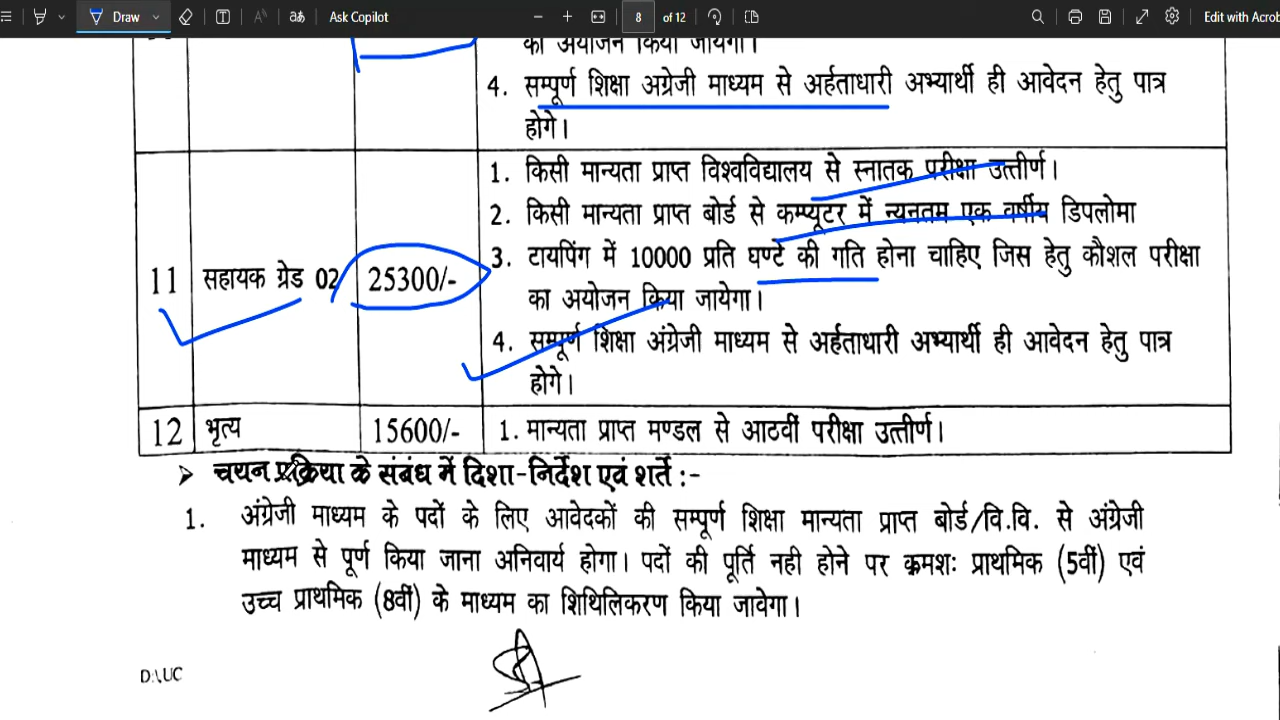 Draw
Ask Copilot
8 of 12
Edit with Acrob
का अयोजन किया जायेगा।
4. सम्पूर्ण शिक्षा अंग्रेजी माध्यम से अर्हताधारी अभ्यार्थी ही आवेदन हेतु पात्र
होगे।
11 सहायक ग्रेड 02 25300/-
1. किसी मान्यता प्राप्त विश्वविद्यालय से स्नातक परीक्षा उत्तीर्ण।
2. किसी मान्यता प्राप्त बोर्ड से कम्प्यूटर में न्यनतम एक वर्षीय डिपलोमा
3. टायपिंग में 10000 प्रति घण्टे की गति होना चाहिए जिस हेतु कौशल परीक्षा
का अयोजन किया जायेगा।
4. सम्पूर्ण शिक्षा अंग्रेजी माध्यम से अर्हताधारी अभ्यार्थी ही आवेदन हेतु पात्र
होगे।
12 भृत्य 15600/- 1. मान्यता प्राप्त मण्डल से आठवीं परीक्षा उत्तीर्ण।
➤ चयन प्रक्रिया के संबंध में दिशा-निर्देश एवं शर्ते :-
1. अंग्रेजी माध्यम के पदों के लिए आवेदकों की सम्पूर्ण शिक्षा मान्यता प्राप्त बोर्ड/वि.वि. से अंग्रेजी
माध्यम से पूर्ण किया जाना अनिवार्य होगा। पदों की पूर्ति नही होने पर क्रमशः प्राथमिक (5वीं) एवं
उच्च प्राथमिक (8वीं) के माध्यम का शिथिलिकरण किया जावेगा।
D:\UC